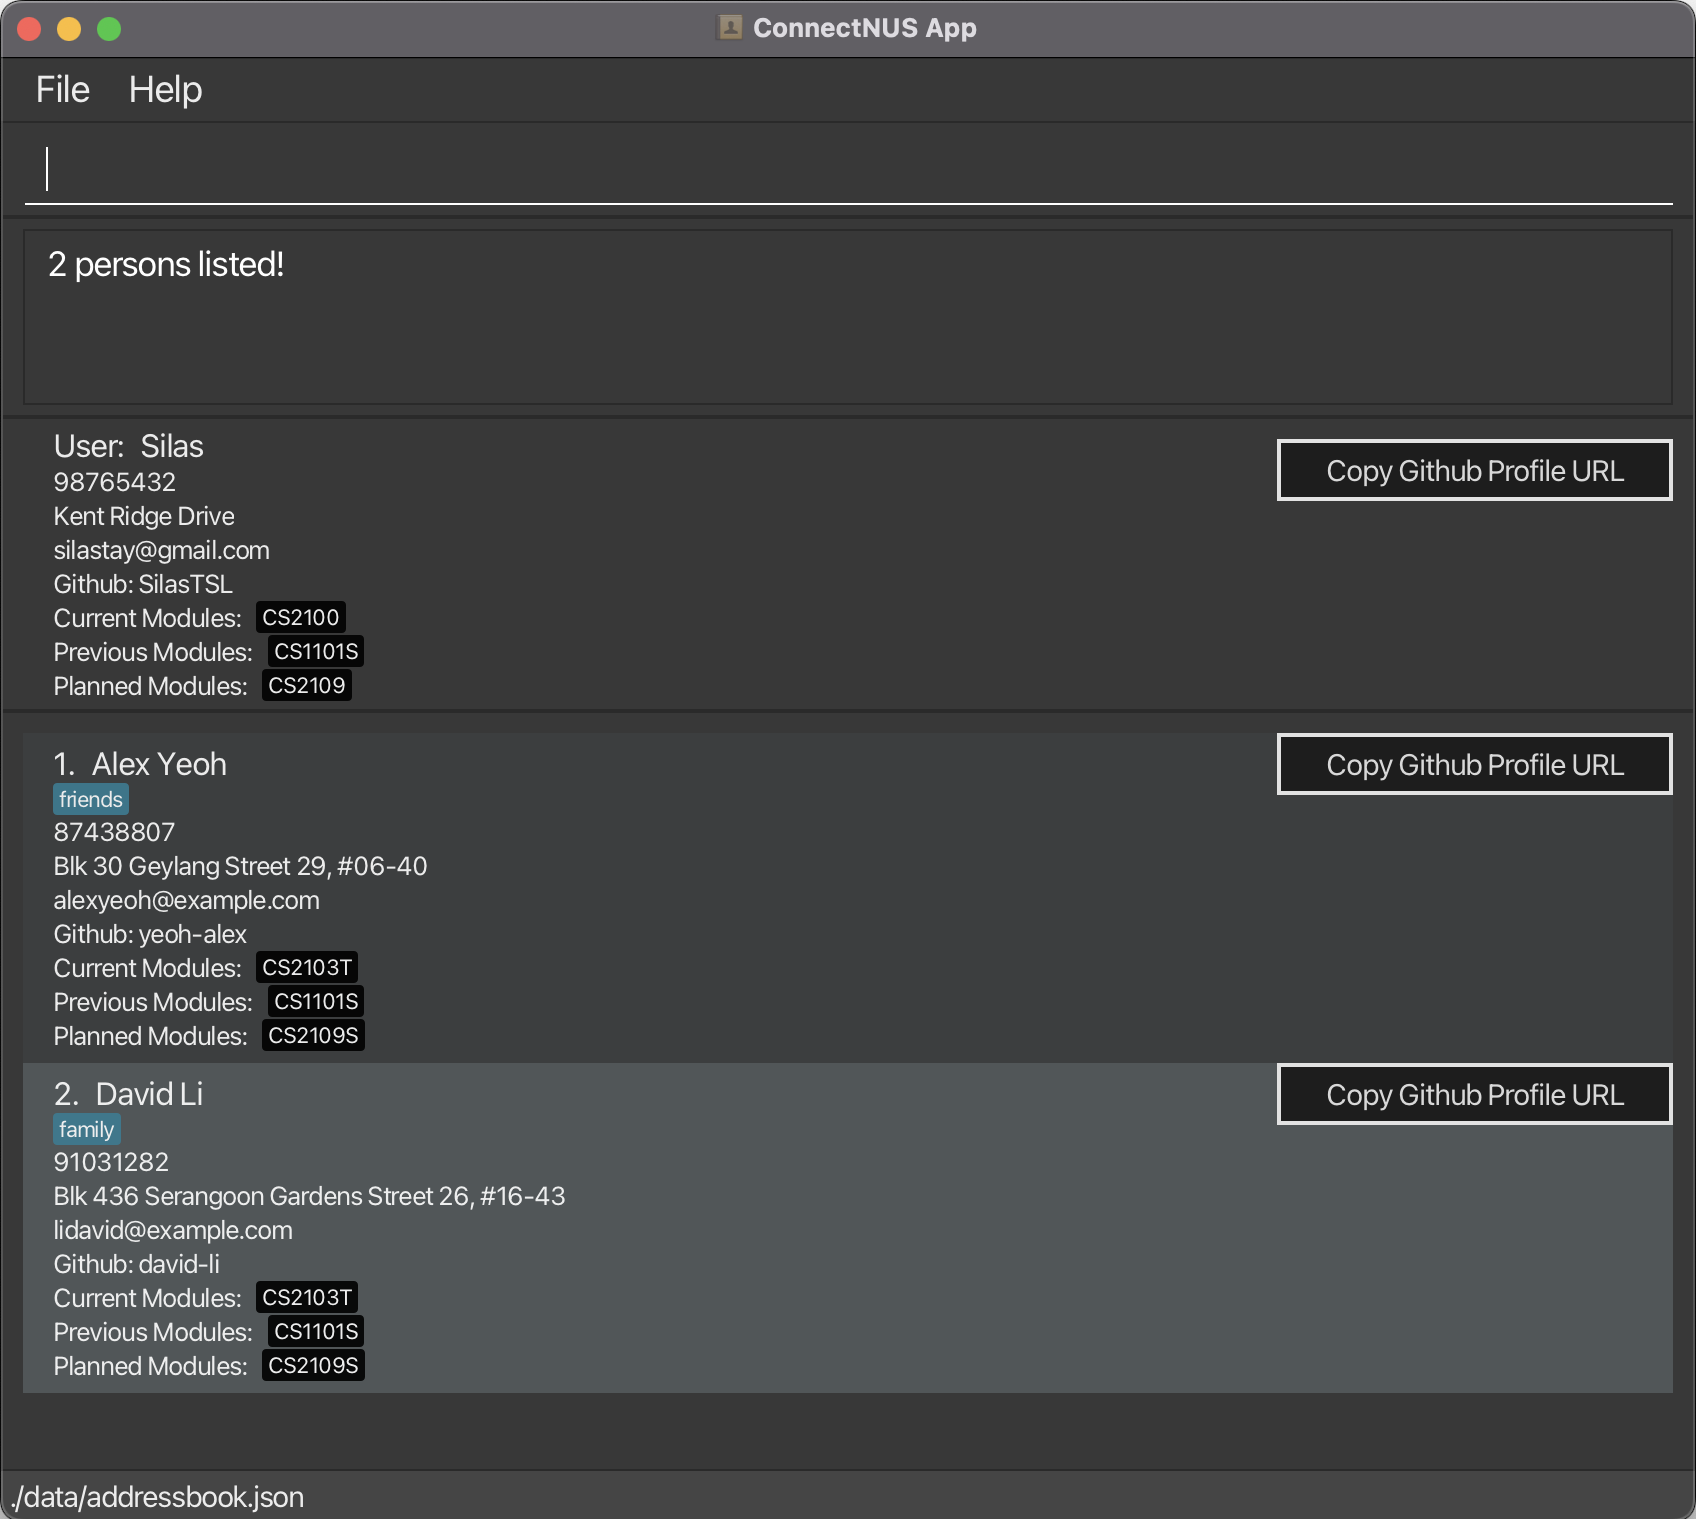 ConnectNUS App
File Help
2 persons listed!
User: Silas
Copy Github Profile URL
98765432
Kent Ridge Drive
silastay@gmail.com
Github: SilasTSL
Current Modules: CS2100
Previous Modules: CS1101S
Planned Modules: CS2109
1. Alex Yeoh
Copy Github Profile URL
friends
87438807
Blk 30 Geylang Street 29, #06-40
alexyeoh@example.com
Github: yeoh-alex
Current Modules: CS2103T
Previous Modules: CS1101S
Planned Modules: CS2109S
2. David Li
Copy Github Profile URL
family
91031282
Blk 436 Serangoon Gardens Street 26, #16-43
lidavid@example.com
Github: david-li
Current Modules: CS2103T
Previous Modules: CS1101S
Planned Modules: CS2109S
./data/addressbook.json